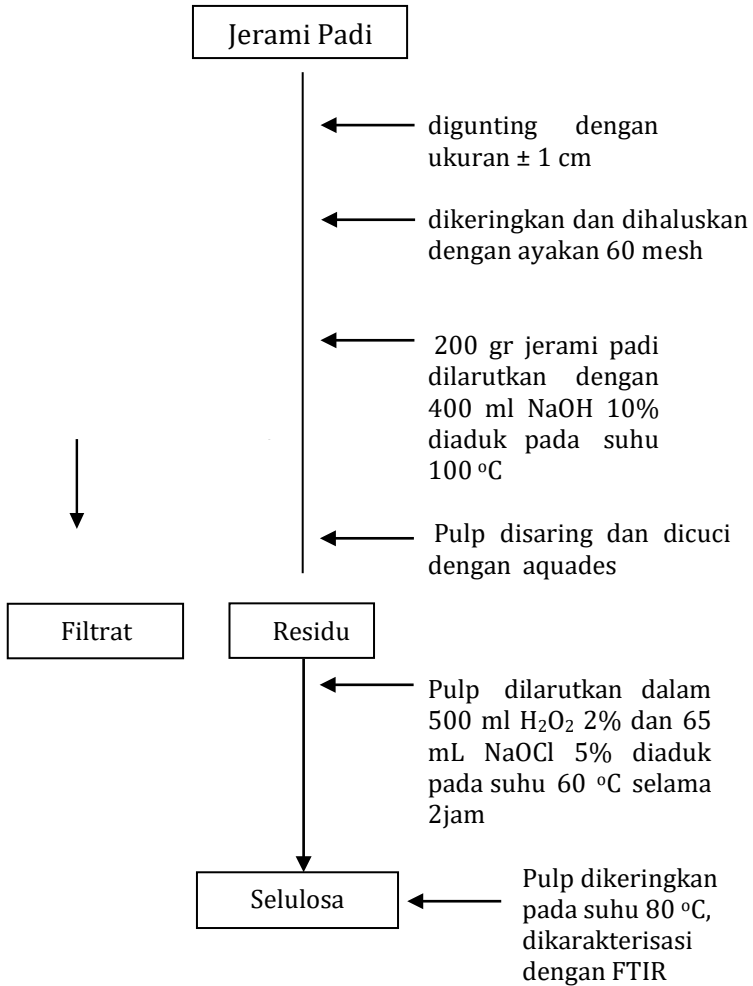 Jerami Padi
digunting dengan
ukuran ± 1 cm
dikeringkan dan dihaluskan
dengan ayakan 60 mesh
200 gr jerami padi
dilarutkan dengan
400 ml NaOH 10%
diaduk pada suhu
100 ºC
Pulp disaring dan dicuci
dengan aquades
Filtrat
Residu
Pulp dilarutkan dalam
500 ml H₂O₂ 2% dan 65
mL NaOCl 5% diaduk
pada suhu 60 ºC selama
2jam
Selulosa
Pulp dikeringkan
pada suhu 80 ºC,
dikarakterisasi
dengan FTIR